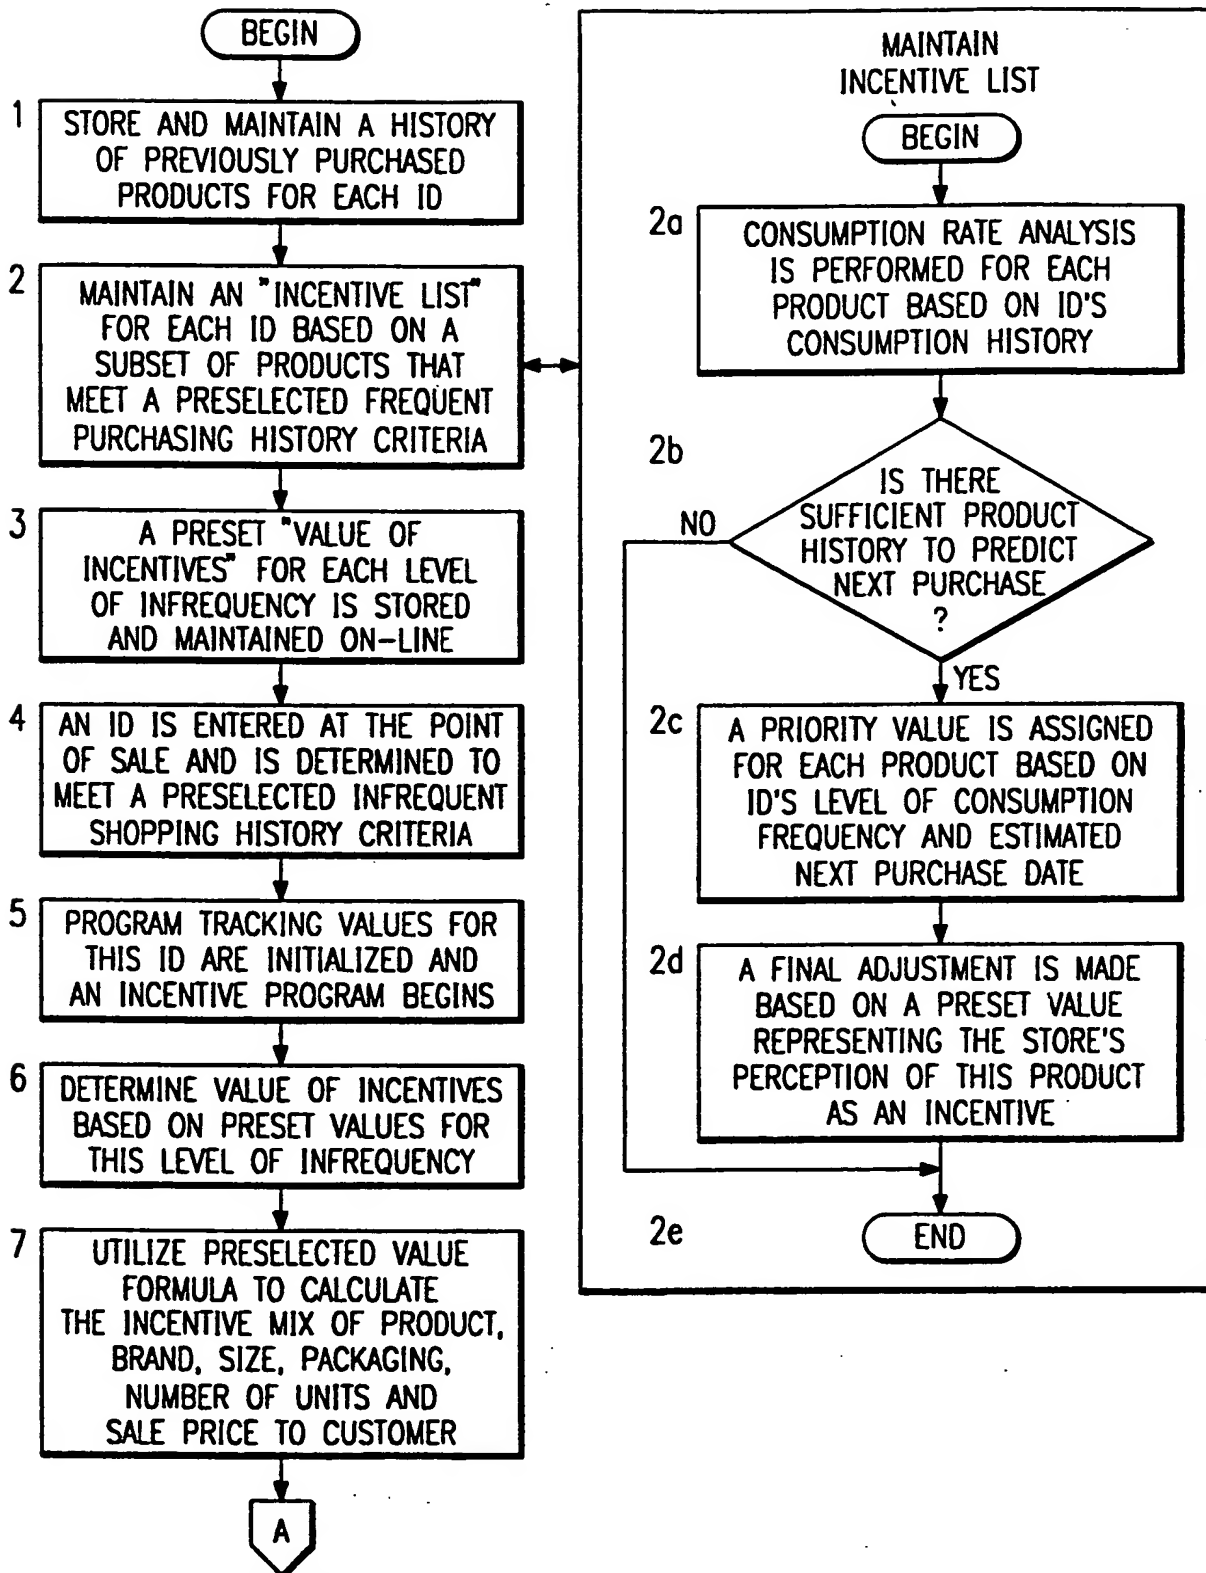 BEGIN
1
STORE AND MAINTAIN A HISTORY
OF PREVIOUSLY PURCHASED
PRODUCTS FOR EACH ID
2
MAINTAIN AN "INCENTIVE LIST"
FOR EACH ID BASED ON A
SUBSET OF PRODUCTS THAT
MEET A PRESELECTED FREQUENT
PURCHASING HISTORY CRITERIA
3
A PRESET "VALUE OF
INCENTIVES" FOR EACH LEVEL
OF INFREQUENCY IS STORED
AND MAINTAINED ON-LINE
4
AN ID IS ENTERED AT THE POINT
OF SALE AND IS DETERMINED TO
MEET A PRESELECTED INFREQUENT
SHOPPING HISTORY CRITERIA
5
PROGRAM TRACKING VALUES FOR
THIS ID ARE INITIALIZED AND
AN INCENTIVE PROGRAM BEGINS
6
DETERMINE VALUE OF INCENTIVES
BASED ON PRESET VALUES FOR
THIS LEVEL OF INFREQUENCY
7
UTILIZE PRESELECTED VALUE
FORMULA TO CALCULATE
THE INCENTIVE MIX OF PRODUCT,
BRAND, SIZE, PACKAGING,
NUMBER OF UNITS AND
SALE PRICE TO CUSTOMER
A
MAINTAIN
INCENTIVE LIST
BEGIN
2a
CONSUMPTION RATE ANALYSIS
IS PERFORMED FOR EACH
PRODUCT BASED ON ID'S
CONSUMPTION HISTORY
2b
IS THERE
SUFFICIENT PRODUCT
HISTORY TO PREDICT
NEXT PURCHASE
?
NO
YES
2c
A PRIORITY VALUE IS ASSIGNED
FOR EACH PRODUCT BASED ON
ID'S LEVEL OF CONSUMPTION
FREQUENCY AND ESTIMATED
NEXT PURCHASE DATE
2d
A FINAL ADJUSTMENT IS MADE
BASED ON A PRESET VALUE
REPRESENTING THE STORE'S
PERCEPTION OF THIS PRODUCT
AS AN INCENTIVE
2e
END